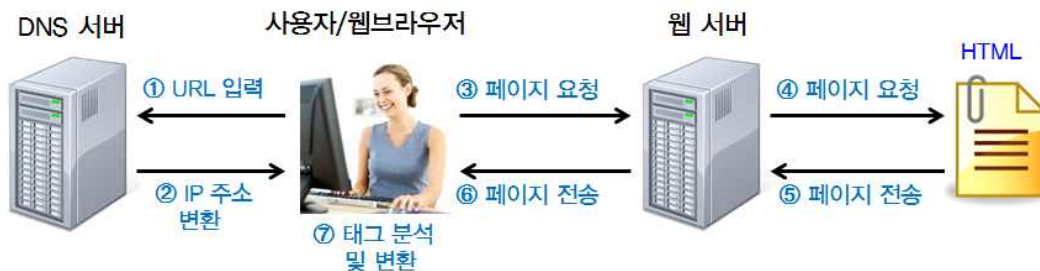 DNS 서버
사용자/웹브라우저
웹 서버
HTML
① URL 입력
③ 페이지 요청
④ 페이지 요청
② IP 주소
변환
⑥ 페이지 전송
⑤ 페이지 전송
⑦ 태그 분석
및 변환